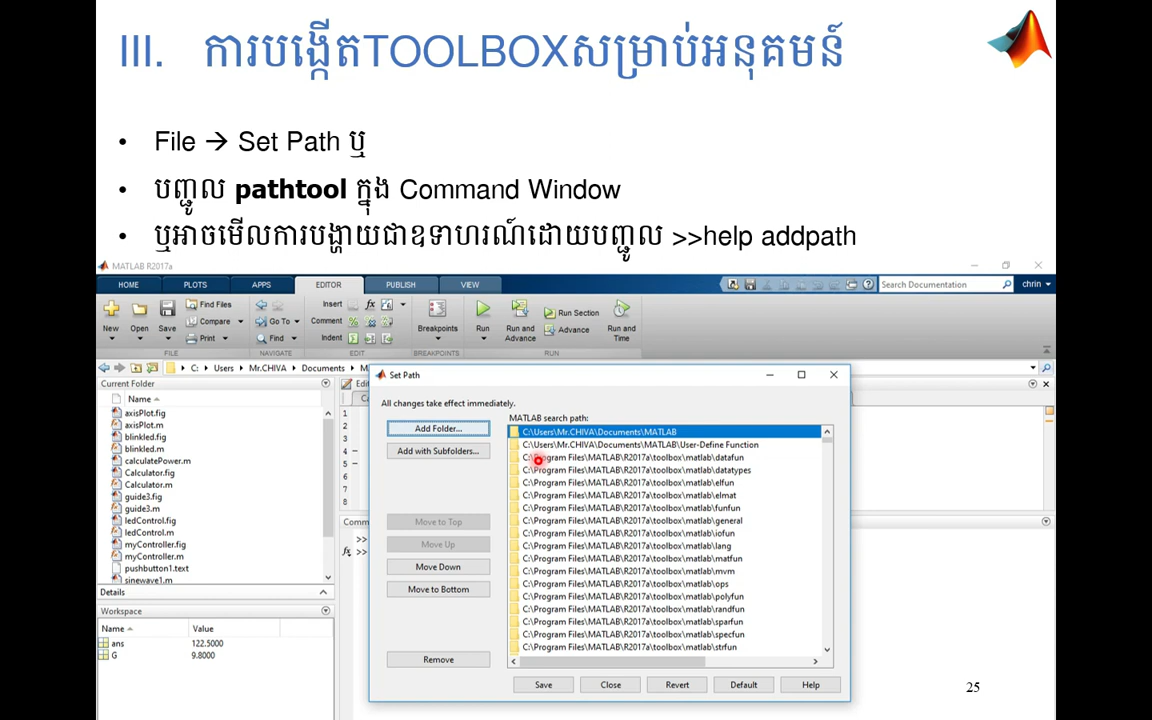 III. ការបង្កើតTOOLBOXសម្រាប់អនុគមន៍
• File → Set Path ឬ
• បញ្ជូល pathtool ក្នុង Command Window
• ឬអាចមើលការបង្ហាយជាឧទាហរណ៍ដោយបញ្ជូល >>help addpath
MATLAB R2017a
HOME PLOTS APPS EDITOR PUBLISH VIEW Search Documentation chrin
New Open Save Find Files Compare Print Go To Find Insert Comment Indent Breakpoints Run Run and Advance Run Section Advance Run and Time
FILE NAVIGATE EDIT BREAKPOINTS RUN
C: Users Mr.CHIVA Documents
Current Folder
Name
axisPlot.fig
axisPlot.m
blinked.fig
blinked.m
calculatePower.m
Calculator.fig
Calculator.m
guide3.fig
guide3.m
ledControl.fig
ledControl.m
myController.fig
myController.m
pushbutton1.text
sinewave1.m
Details
Workspace
Name Value
ans 122.5000
G 9.8000
1
2
3
4
5
6
7
8
>>
fx >>
Set Path
All changes take effect immediately.
MATLAB search path:
Add Folder...
Add with Subfolders...
Move to Top
Move Up
Move Down
Move to Bottom
Remove
C:\Users\Mr.CHIVA\Documents\MATLAB
C:\Users\Mr.CHIVA\Documents\MATLAB\User-Define Function
C:\Program Files\MATLAB\R2017a\toolbox\matlab\datafun
C:\Program Files\MATLAB\R2017a\toolbox\matlab\datatypes
C:\Program Files\MATLAB\R2017a\toolbox\matlab\elfun
C:\Program Files\MATLAB\R2017a\toolbox\matlab\elmat
C:\Program Files\MATLAB\R2017a\toolbox\matlab\funfun
C:\Program Files\MATLAB\R2017a\toolbox\matlab\general
C:\Program Files\MATLAB\R2017a\toolbox\matlab\iofun
C:\Program Files\MATLAB\R2017a\toolbox\matlab\lang
C:\Program Files\MATLAB\R2017a\toolbox\matlab\matfun
C:\Program Files\MATLAB\R2017a\toolbox\matlab\mvm
C:\Program Files\MATLAB\R2017a\toolbox\matlab\ops
C:\Program Files\MATLAB\R2017a\toolbox\matlab\polyfun
C:\Program Files\MATLAB\R2017a\toolbox\matlab\randfun
C:\Program Files\MATLAB\R2017a\toolbox\matlab\sparfun
C:\Program Files\MATLAB\R2017a\toolbox\matlab\specfun
C:\Program Files\MATLAB\R2017a\toolbox\matlab\strfun
Save Close Revert Default Help
25